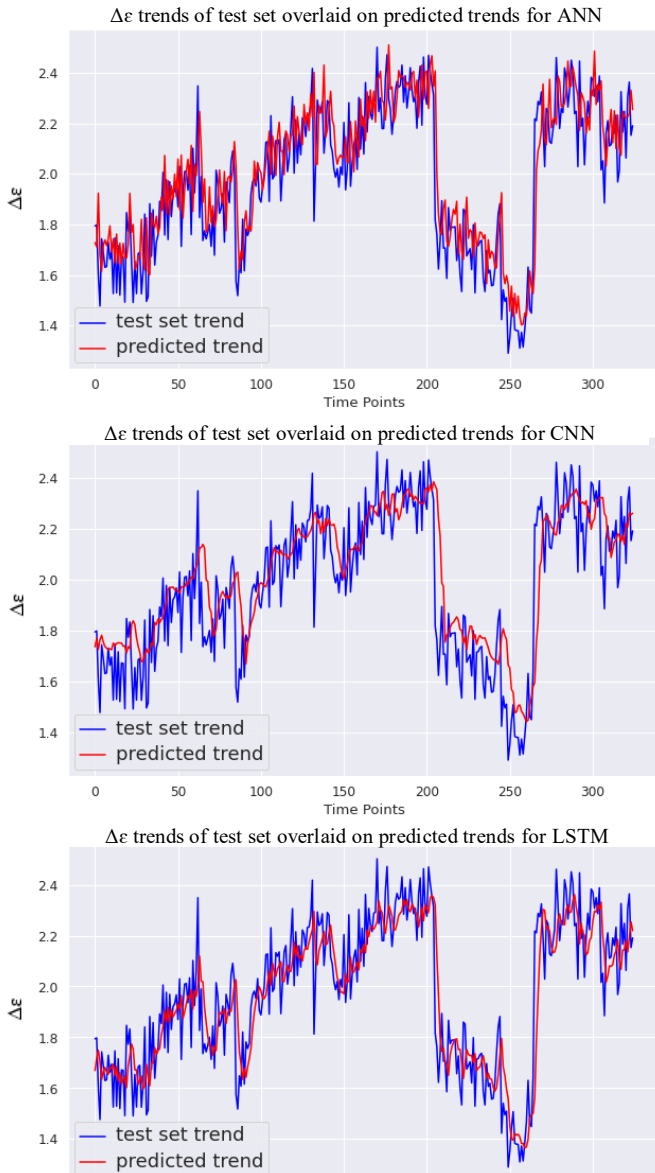 Δε trends of test set overlaid on predicted trends for ANN
2.4
2.2
2.0
1.8
1.6
1.4
Δε
test set trend
predicted trend
0 50 100 150 200 250 300
Time Points
Δε trends of test set overlaid on predicted trends for CNN
2.4
2.2
2.0
1.8
1.6
1.4
Δε
test set trend
predicted trend
0 50 100 150 200 250 300
Time Points
Δε trends of test set overlaid on predicted trends for LSTM
2.4
2.2
2.0
1.8
1.6
1.4
Δε
test set trend
predicted trend